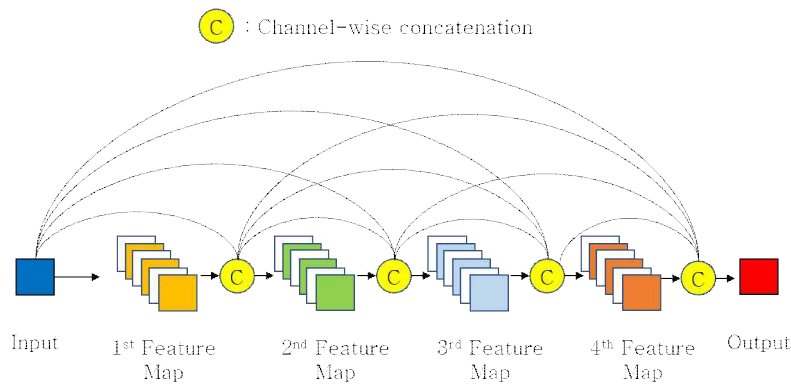 C : Channel-wise concatenation
C C C C
Input 1st Feature Map 2nd Feature Map 3rd Feature Map 4th Feature Map Output